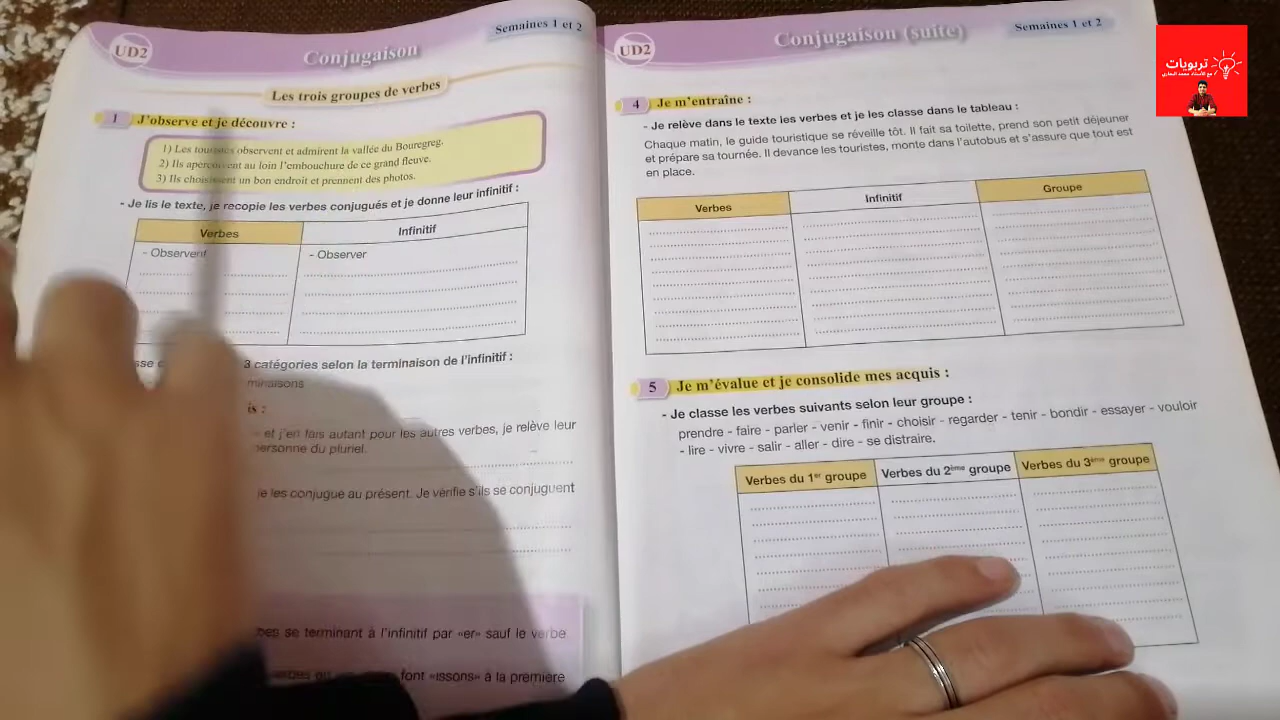 UD2
Conjugaison
Semaines 1 et 2
Les trois groupes de verbes
1 J'observe et je découvre :
1) Les touristes observent et admirent la vallée du Bouregreg.
2) Ils aperçoivent au loin l'embouchure de ce grand fleuve.
3) Ils choisissent un bon endroit et prennent des photos.
- Je lis le texte, je recopie les verbes conjugués et je donne leur infinitif :
Verbes Infinitif
- Observent - Observer
3 catégories selon la terminaison de l'infinitif :
minaisons
is :
et j'en fais autant pour les autres verbes, je relève leur
personne du pluriel.
je les conjugue au présent. Je vérifie s'ils se conjuguent
bes se terminant à l'infinitif par «er» sauf le verbe
font «issons» à la première
UD2
Conjugaison (suite)
Semaines 1 et 2
4 Je m'entraîne :
- Je relève dans le texte les verbes et je les classe dans le tableau :
Chaque matin, le guide touristique se réveille tôt. Il fait sa toilette, prend son petit déjeuner
et prépare sa tournée. Il devance les touristes, monte dans l'autobus et s'assure que tout est
en place.
Verbes Infinitif Groupe
5 Je m'évalue et je consolide mes acquis :
- Je classe les verbes suivants selon leur groupe :
prendre - faire - parler - venir - finir - choisir - regarder - tenir - bondir - essayer - vouloir
- lire - vivre - salir - aller - dire - se distraire.
Verbes du 1er groupe Verbes du 2ème groupe Verbes du 3ème groupe
تربويات
مع الأستاذ محمد البخاري